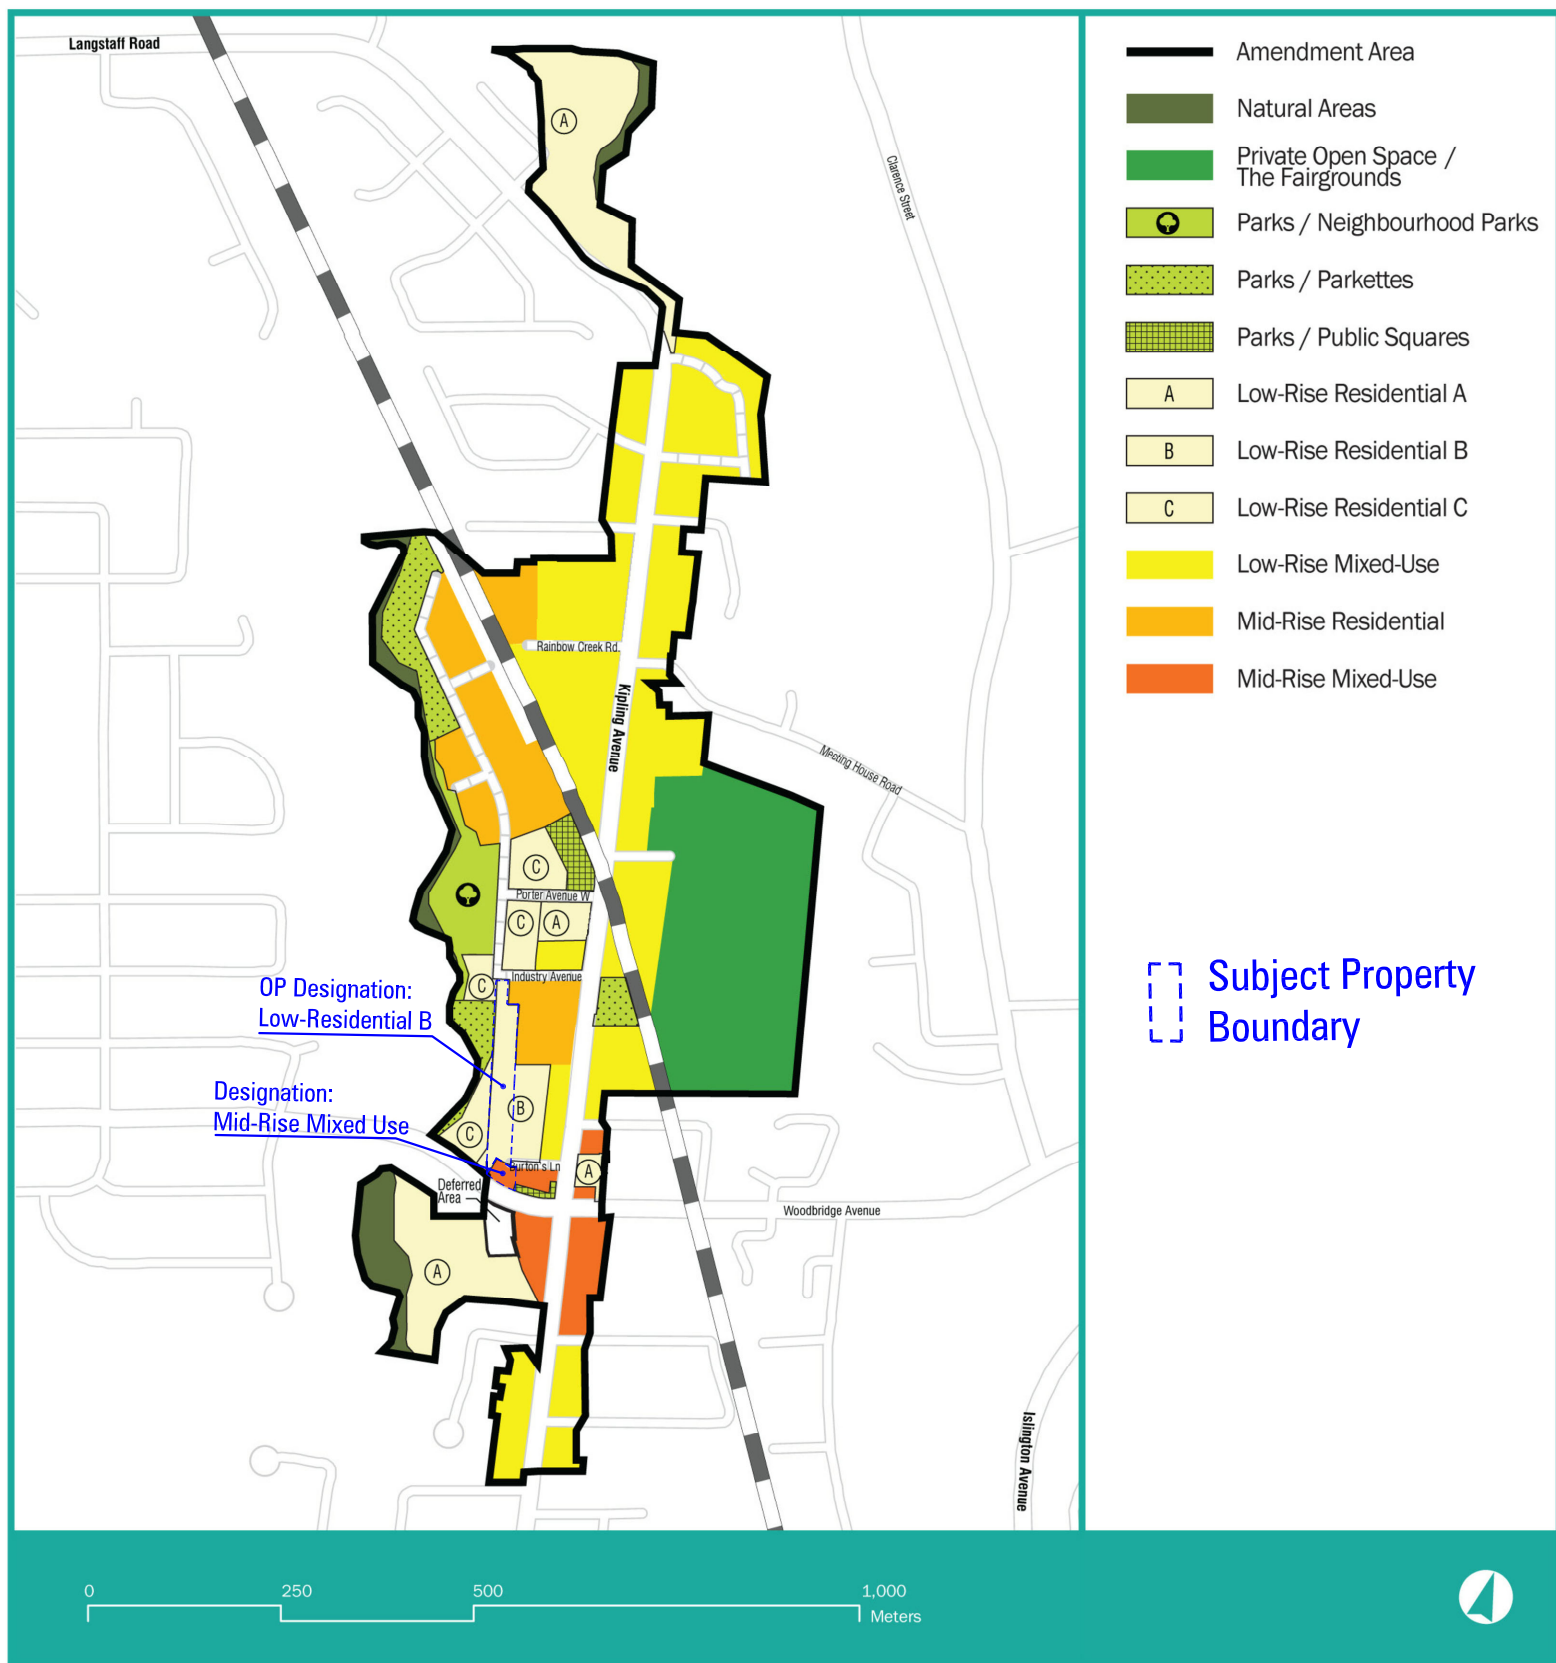 Langstaff Road
A
Clarence Street
Rainbow Creek Rd.
Kipling Avenue
Meeting House Road
C
Porter Avenue W
C
A
Industry Avenue
C
OP Designation:
Low-Residential B
Designation:
Mid-Rise Mixed Use
B
C
Burton's Ln
A
Deferred
Area
Woodbridge Avenue
A
Islington Avenue
Amendment Area
Natural Areas
Private Open Space /
The Fairgrounds
Parks / Neighbourhood Parks
Parks / Parkettes
Parks / Public Squares
A Low-Rise Residential A
B Low-Rise Residential B
C Low-Rise Residential C
Low-Rise Mixed-Use
Mid-Rise Residential
Mid-Rise Mixed-Use
Subject Property
Boundary
0 250 500 1,000
Meters